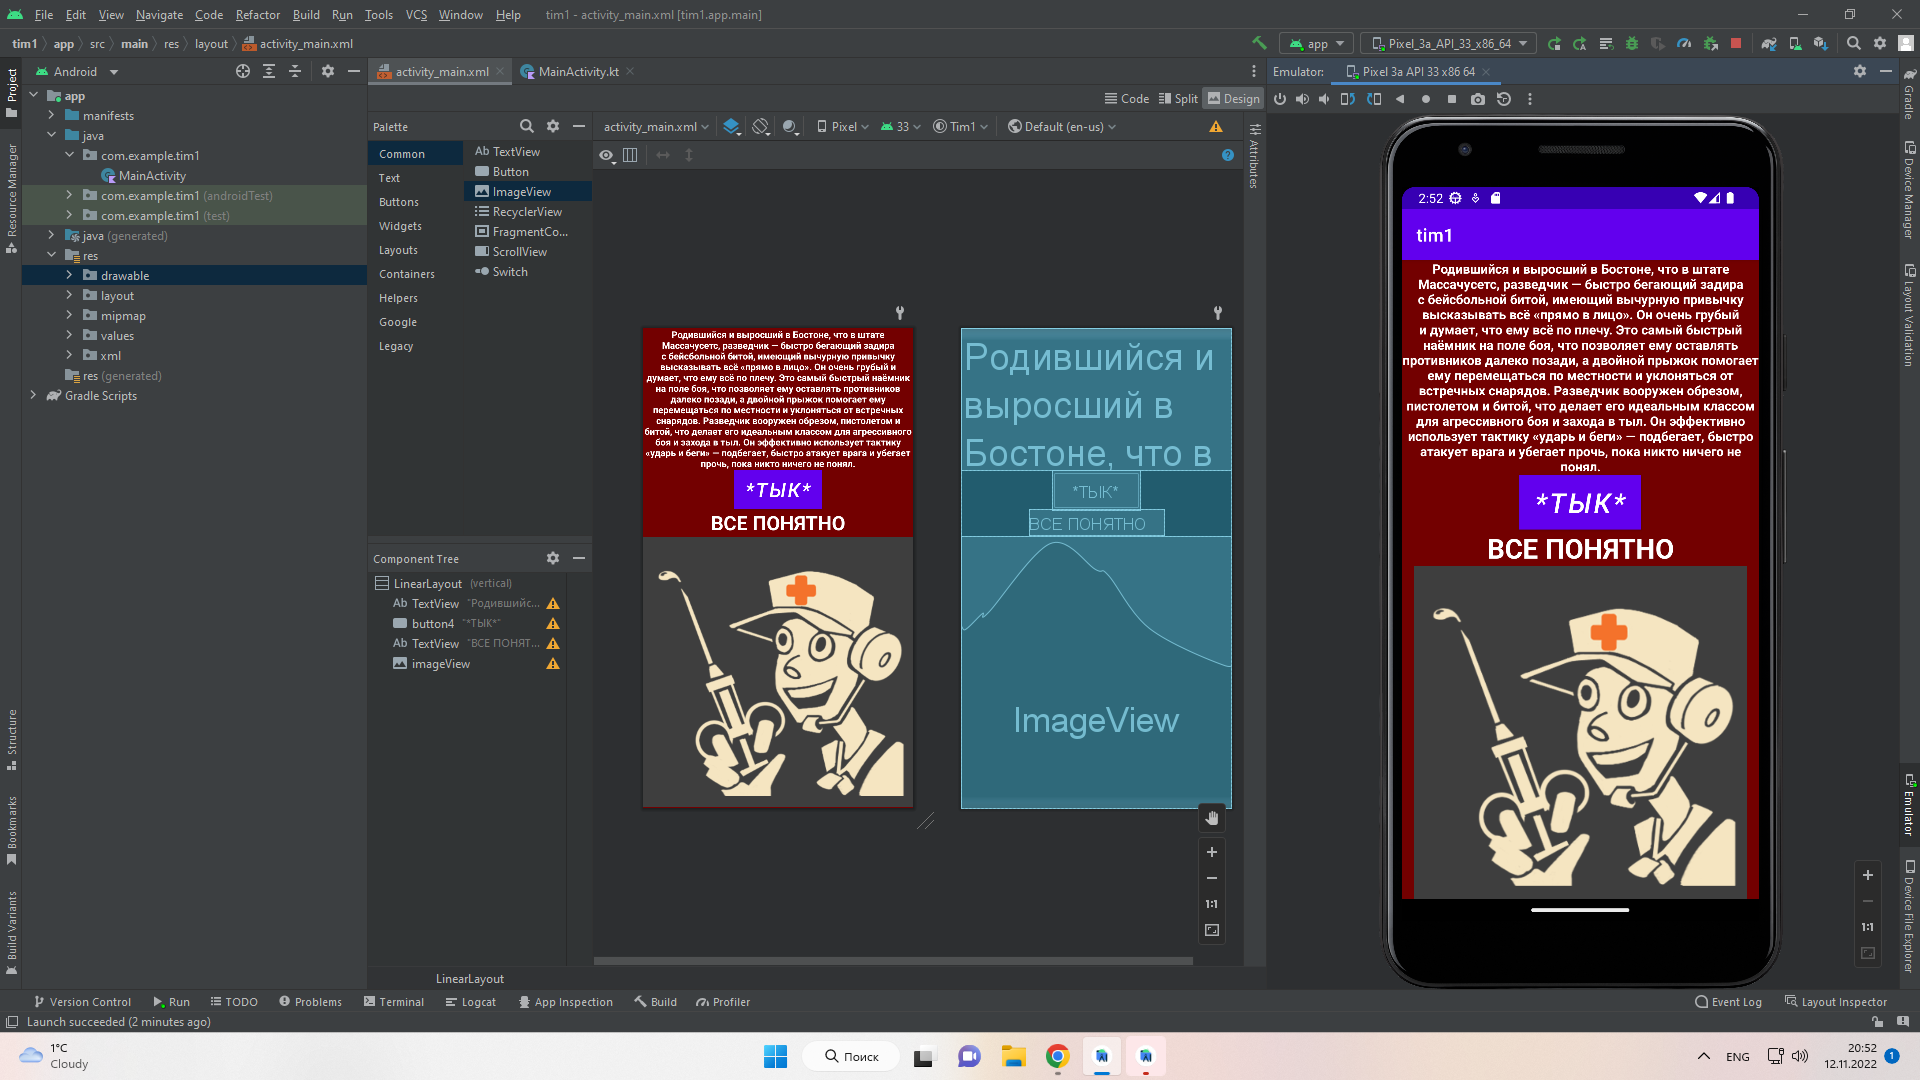 File Edit View Navigate Code Refactor Build Run Tools VCS Window Help tim1 - activity_main.xml [tim1.app.main]
tim1 app src main res layout activity_main.xml app Pixel_3a_API_33_x86_64
Project
Resource Manager
Structure
Bookmarks
Build Variants
Android
app
manifests
java
com.example.tim1
MainActivity
com.example.tim1 (androidTest)
com.example.tim1 (test)
java (generated)
res
drawable
layout
mipmap
values
xml
res (generated)
Gradle Scripts
activity_main.xml MainActivity.kt
Code Split Design
Palette
Common
Text
Buttons
Widgets
Layouts
Containers
Helpers
Google
Legacy
Ab TextView
Button
ImageView
RecyclerView
FragmentCo...
ScrollView
Switch
Component Tree
LinearLayout (vertical)
Ab TextView "Родившийс...
button4 "*ТЫК*"
Ab TextView "ВСЕ ПОНЯТ...
imageView
activity_main.xml Pixel 33 Tim1 Default (en-us)
Attributes
Родившийся и выросший в Бостоне, что в штате
Массачусетс, разведчик — быстро бегающий задира
с бейсбольной битой, имеющий вычурную привычку
высказывать всё «прямо в лицо». Он очень грубый и
думает, что ему всё по плечу. Это самый быстрый наёмник
на поле боя, что позволяет ему оставлять противников
далеко позади, а двойной прыжок помогает ему
перемещаться по местности и уклоняться от встречных
снарядов. Разведчик вооружен обрезом, пистолетом и
битой, что делает его идеальным классом для агрессивного
боя и захода в тыл. Он эффективно использует тактику
«ударь и беги» — подбегает, быстро атакует врага и убегает
прочь, пока никто ничего не понял.
*ТЫК*
ВСЕ ПОНЯТНО
Родившийся и
выросший в
Бостоне, что в
*ТЫК*
ВСЕ ПОНЯТНО
ImageView
1:1
LinearLayout
Emulator: Pixel 3a API 33 x86 64
2:52
tim1
Родившийся и выросший в Бостоне, что в штате
Массачусетс, разведчик — быстро бегающий задира
с бейсбольной битой, имеющий вычурную привычку
высказывать всё «прямо в лицо». Он очень грубый
и думает, что ему всё по плечу. Это самый быстрый
наёмник на поле боя, что позволяет ему оставлять
противников далеко позади, а двойной прыжок помогает
ему перемещаться по местности и уклоняться от
встречных снарядов. Разведчик вооружен обрезом,
пистолетом и битой, что делает его идеальным классом
для агрессивного боя и захода в тыл. Он эффективно
использует тактику «ударь и беги» — подбегает, быстро
атакует врага и убегает прочь, пока никто ничего не
понял.
*ТЫК*
ВСЕ ПОНЯТНО
1:1
Gradle
Device Manager
Layout Validation
Emulator
Device File Explorer
Version Control Run TODO Problems Terminal Logcat App Inspection Build Profiler Event Log Layout Inspector
Launch succeeded (2 minutes ago)
1°C
Cloudy
Поиск
ENG
20:52
12.11.2022
1